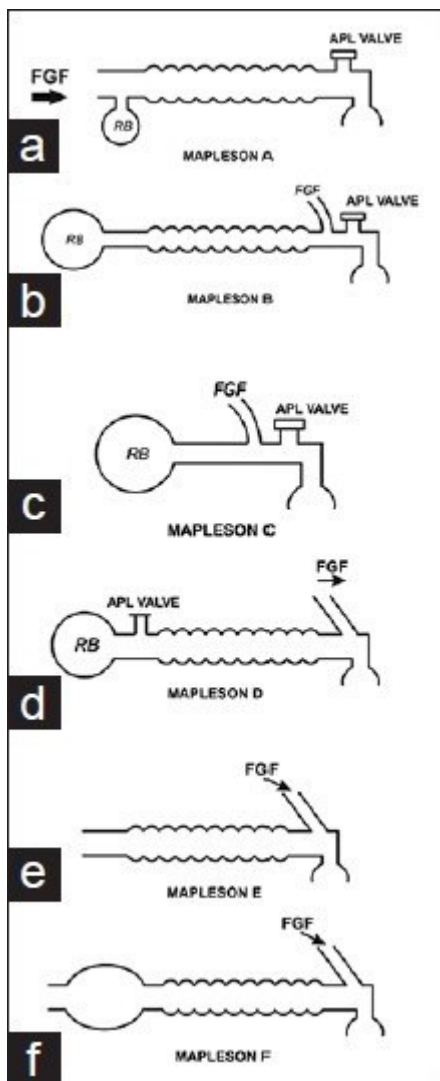 APL VALVE
FGF
RB
a
MAPLESON A
FGF
APL VALVE
RB
b
MAPLESON B
FGF
APL VALVE
RB
c
MAPLESON C
FGF
APL VALVE
RB
d
MAPLESON D
FGF
e
MAPLESON E
FGF
f
MAPLESON F